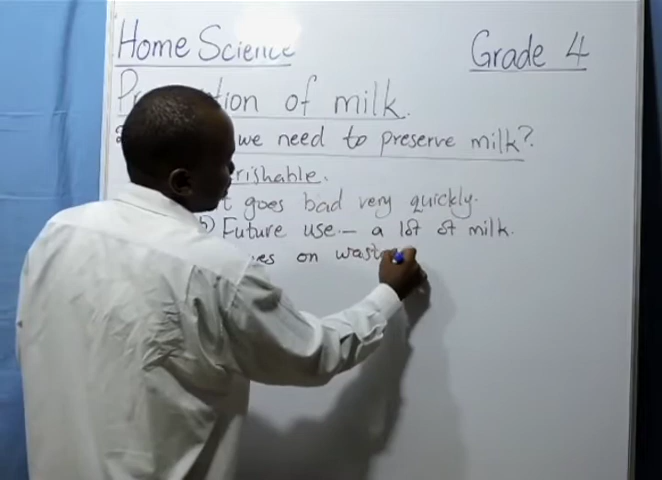 Home Science
Grade 4
of milk.
we need to preserve milk?
goes bad very quickly.
b) Future use - a lot of milk.
on